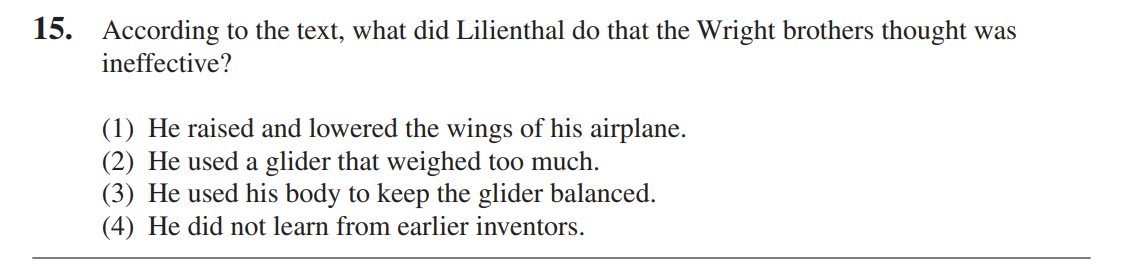 15. According to the text, what did Lilienthal do that the Wright brothers thought was
ineffective?
(1) He raised and lowered the wings of his airplane.
(2) He used a glider that weighed too much.
(3) He used his body to keep the glider balanced.
(4) He did not learn from earlier inventors.